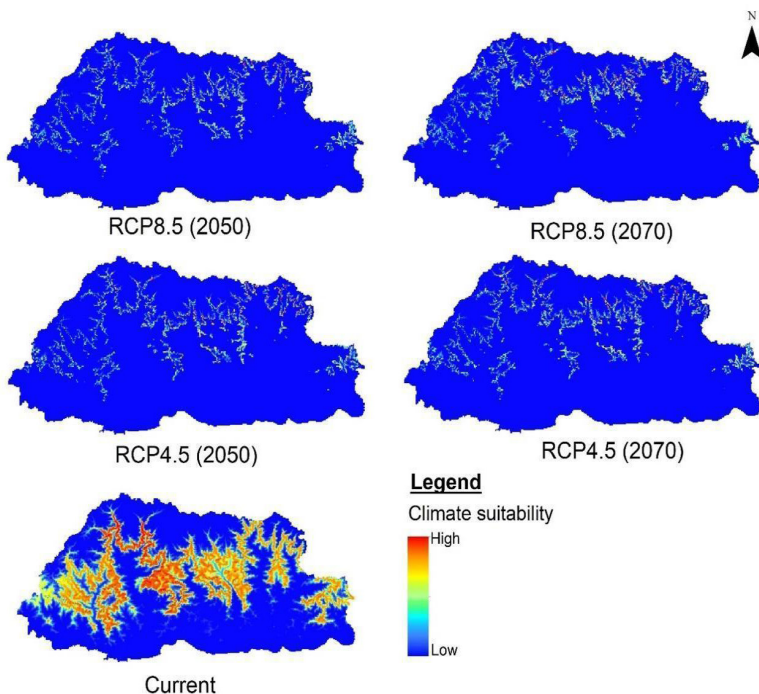 N
RCP8.5 (2050)
RCP8.5 (2070)
RCP4.5 (2050)
RCP4.5 (2070)
Legend
Climate suitability
High
Low
Current